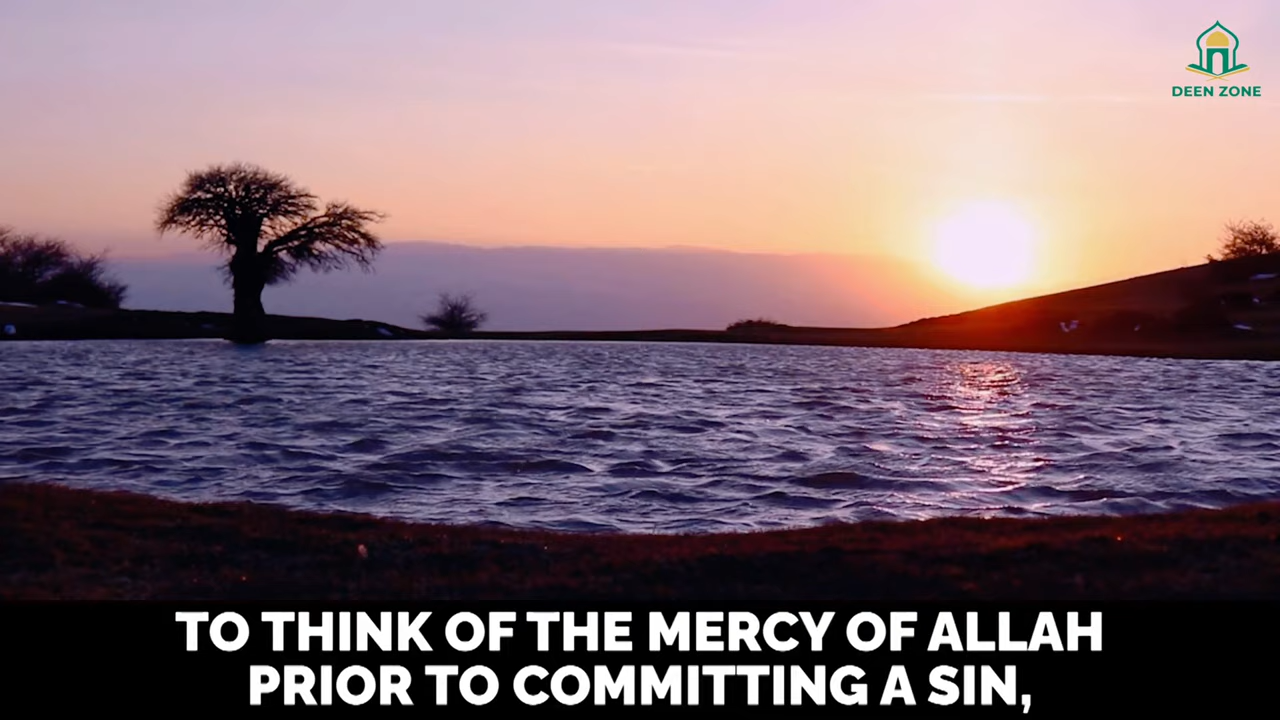 DEEN ZONE
TO THINK OF THE MERCY OF ALLAH
PRIOR TO COMMITTING A SIN,